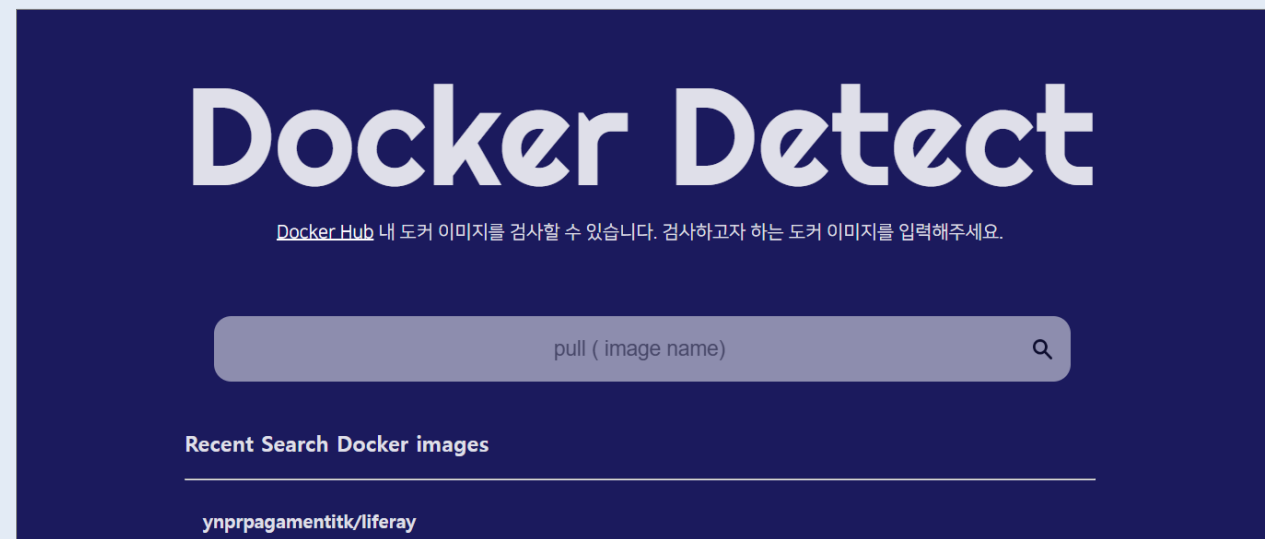 Docker Detect
Docker Hub 내 도커 이미지를 검사할 수 있습니다. 검사하고자 하는 도커 이미지를 입력해주세요.
pull ( image name)
Recent Search Docker images
ynprpagamentitk/liferay